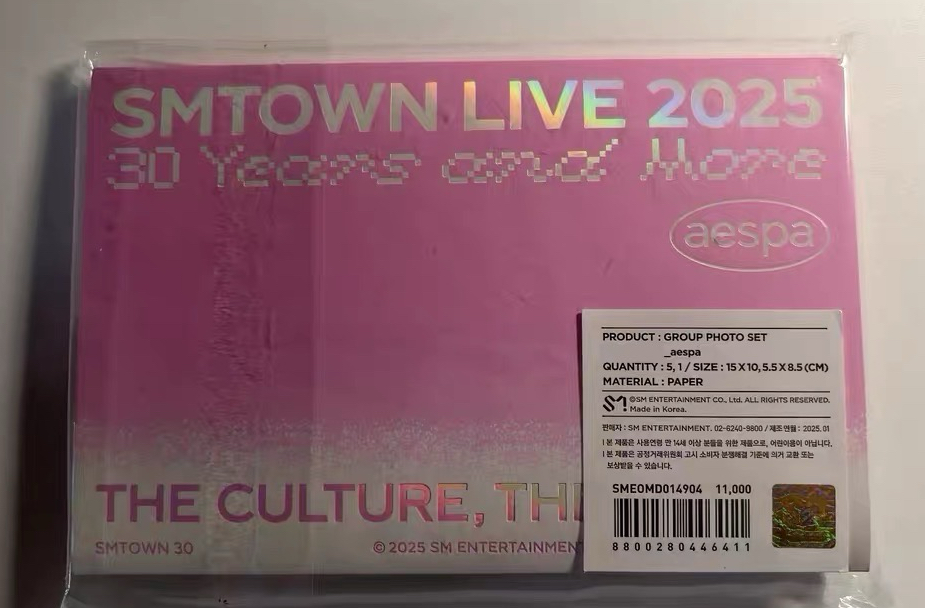 SMTOWN LIVE 2025
30 Years and More
aespa
PRODUCT : GROUP PHOTO SET
_aespa
QUANTITY : 5, 1 / SIZE : 15 X 10, 5.5 X 8.5 (CM)
MATERIAL : PAPER
SM ©SM ENTERTAINMENT CO., Ltd. ALL RIGHTS RESERVED.
Made in Korea.
판매자 : SM ENTERTAINMENT. 02-6240-9800 / 제조연월 : 2025. 01
I 본 제품은 사용연령 만 14세 이상 분들을 위한 제품으로, 어린이용이 아닙니다.
I 본 제품은 공정거래위원회 고시 소비자 분쟁해결 기준에 의거 교환 또는
보상받을 수 있습니다.
SMEOMD014904 11,000
8800280446411
THE CULTURE, THE
SMTOWN 30
© 2025 SM ENTERTAINMENT